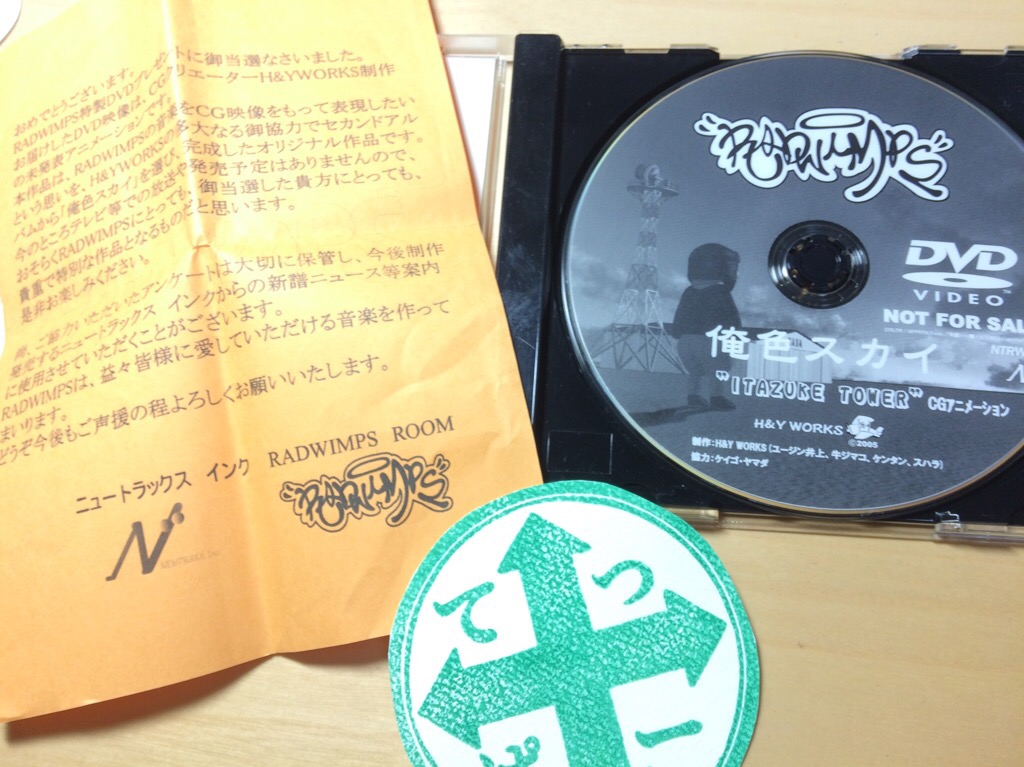 おめでとうございます。
RADWIMPS特製DVDプレゼントに御当選なさいました。
お届けしたDVD映像は、CGクリエーターH&YWORKS制作
の未発表アニメーションです。
本作品は、RADWIMPSの音楽をCG映像をもって表現したい
という思いを、H&YWORKSの多大なる御協力でセカンドアル
バムから「俺色スカイ」を選び、完成したオリジナル作品です。
今のところテレビ等での放送や発売予定はありませんので、
おそらくRADWIMPSにとっても、御当選した貴方にとっても、
貴重で特別な作品となるものだと思います。
是非お楽しみください。
尚、ご協力いただいたアンケートは大切に保管し、今後制作
発売するニュートラックス インクからの新譜ニュース等案内
に使用させていただくことがございます。
RADWIMPSは、益々皆様に愛していただける音楽を作って
まいります。
どうぞ今後もご声援の程よろしくお願いいたします。
ニュートラックス インク RADWIMPS ROOM
RADWIMPS
N
RADWIMPS
DVD
VIDEO
NOT FOR SAL
NTRW
俺色スカイ
"ITAZUKE TOWER" CGアニメーション
H&Y WORKS
©2005
制作:H&Y WORKS(ユージン井上、牛ジマコ、ケンタン、スハラ)
協力:ケイゴ・ヤマダ
てつ
ー